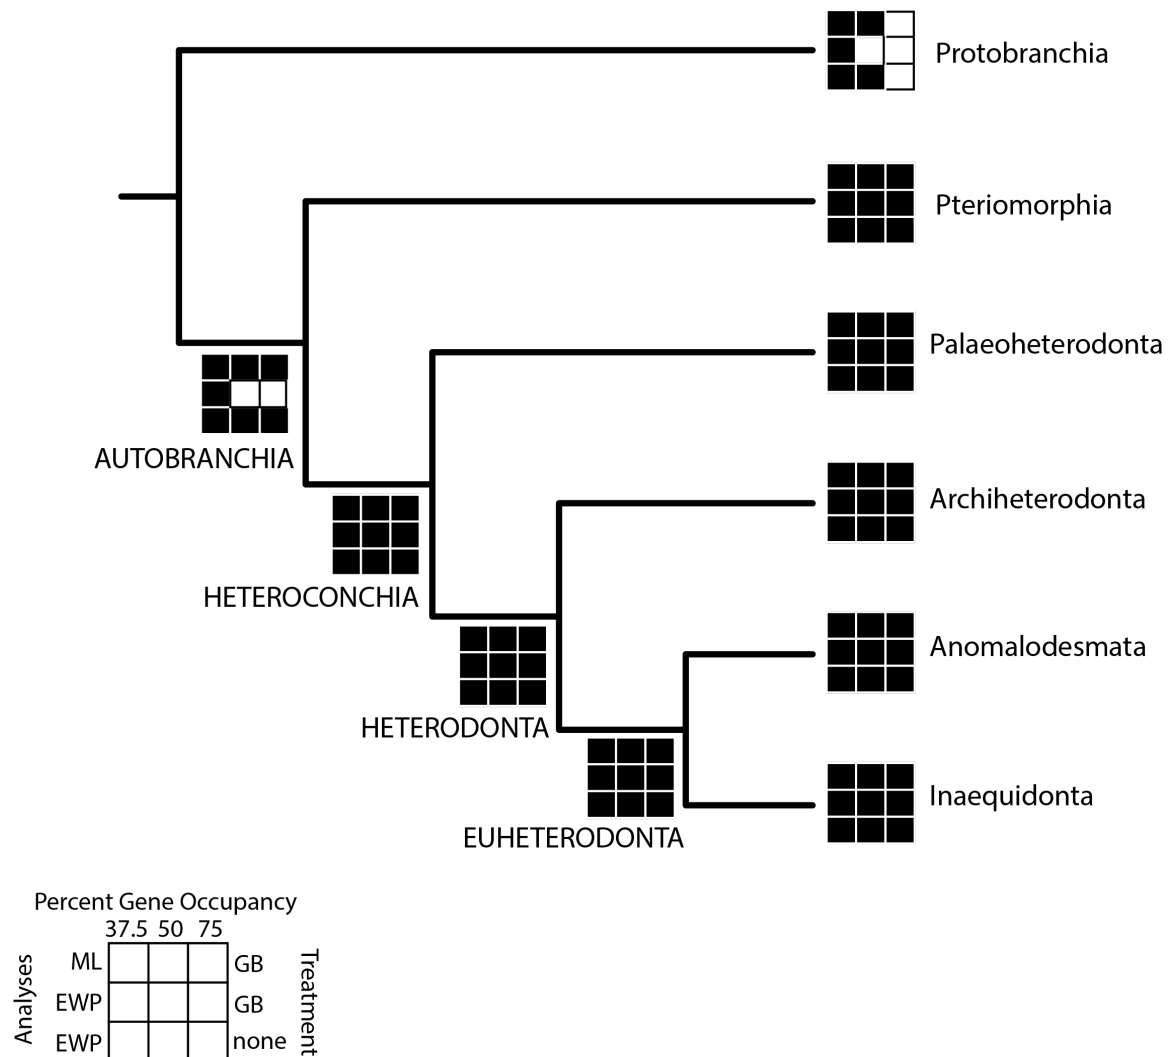 Protobranchia
Pteriomorphia
Palaeoheterodonta
AUTOBRANCHIA
Archiheterodonta
HETEROCONCHIA
Anomalodesmata
HETERODONTA
Inaequidonta
EUHETERODONTA
Percent Gene Occupancy
37.5 50 75
Analyses
ML GB
EWP GB
EWP none
Treatment